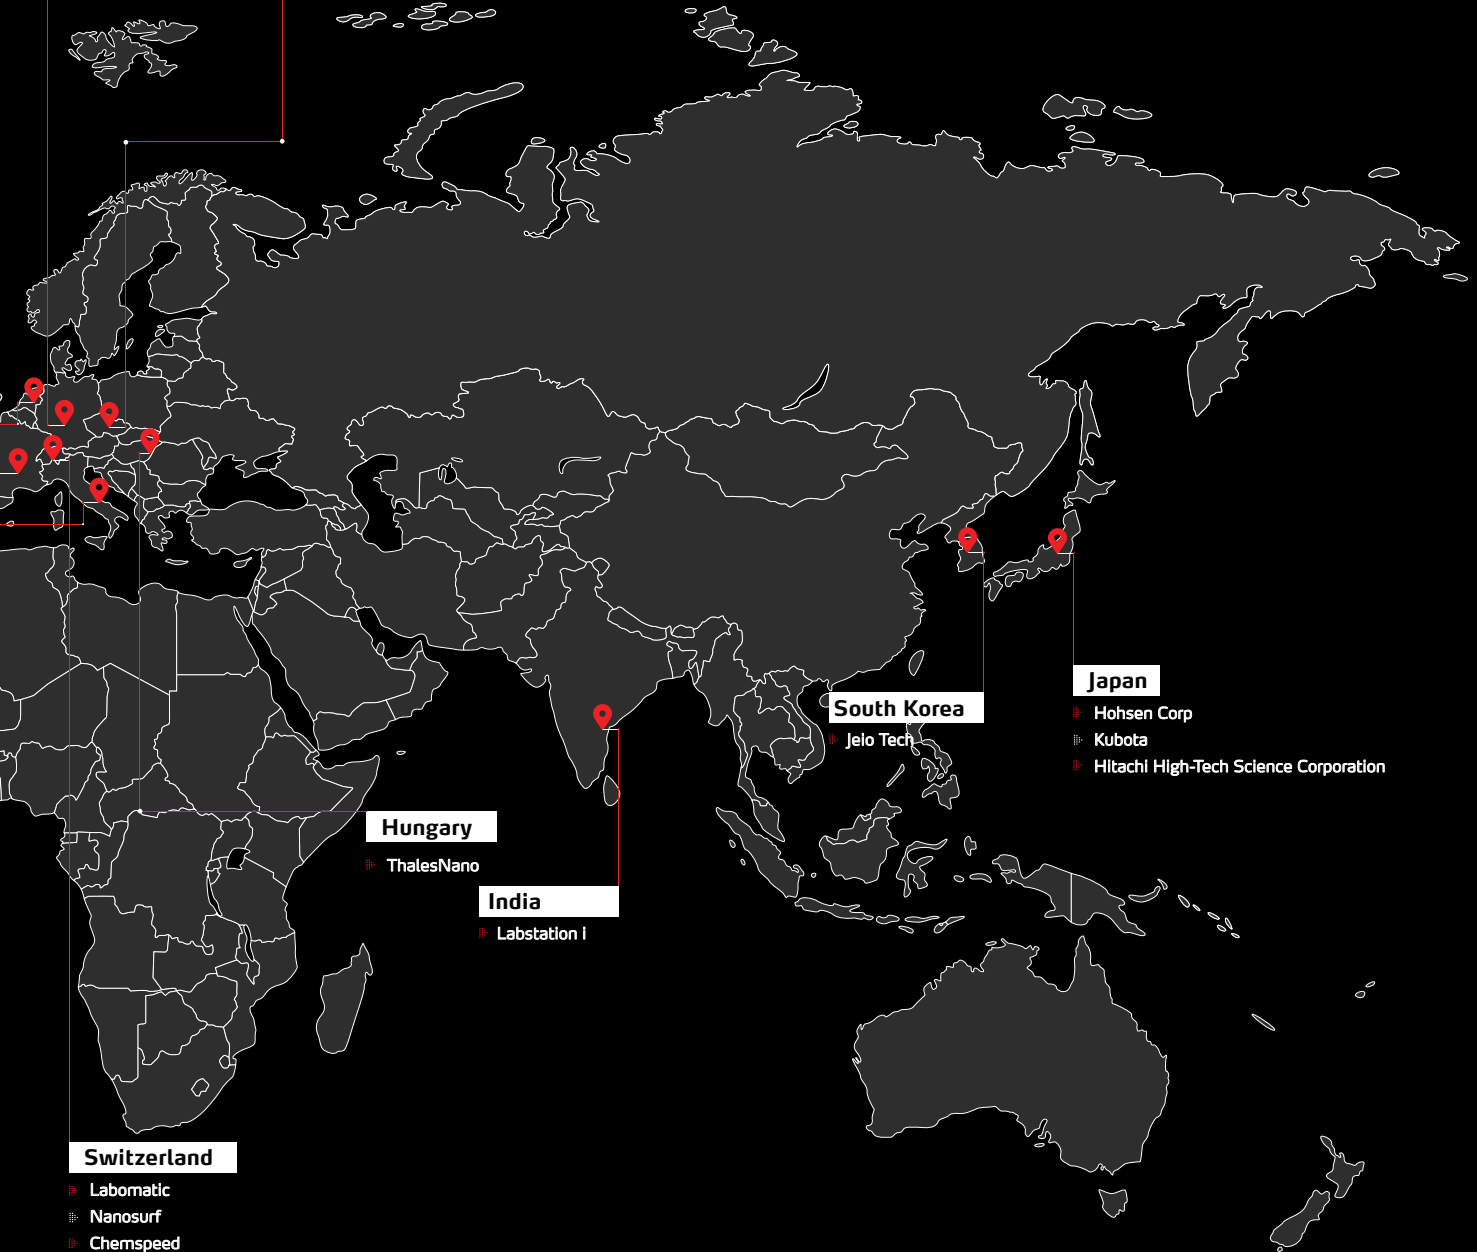 Japan
Hohsen Corp
Kubota
Hitachi High-Tech Science Corporation
South Korea
Jeio Tech
Hungary
ThalesNano
India
Labstation i
Switzerland
Labomatic
Nanosurf
Chemspeed